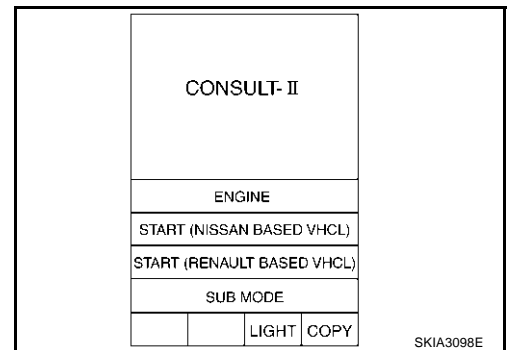 CONSULT-II
ENGINE
START (NISSAN BASED VHCL)
START (RENAULT BASED VHCL)
SUB MODE
LIGHT COPY
SKIA3098E